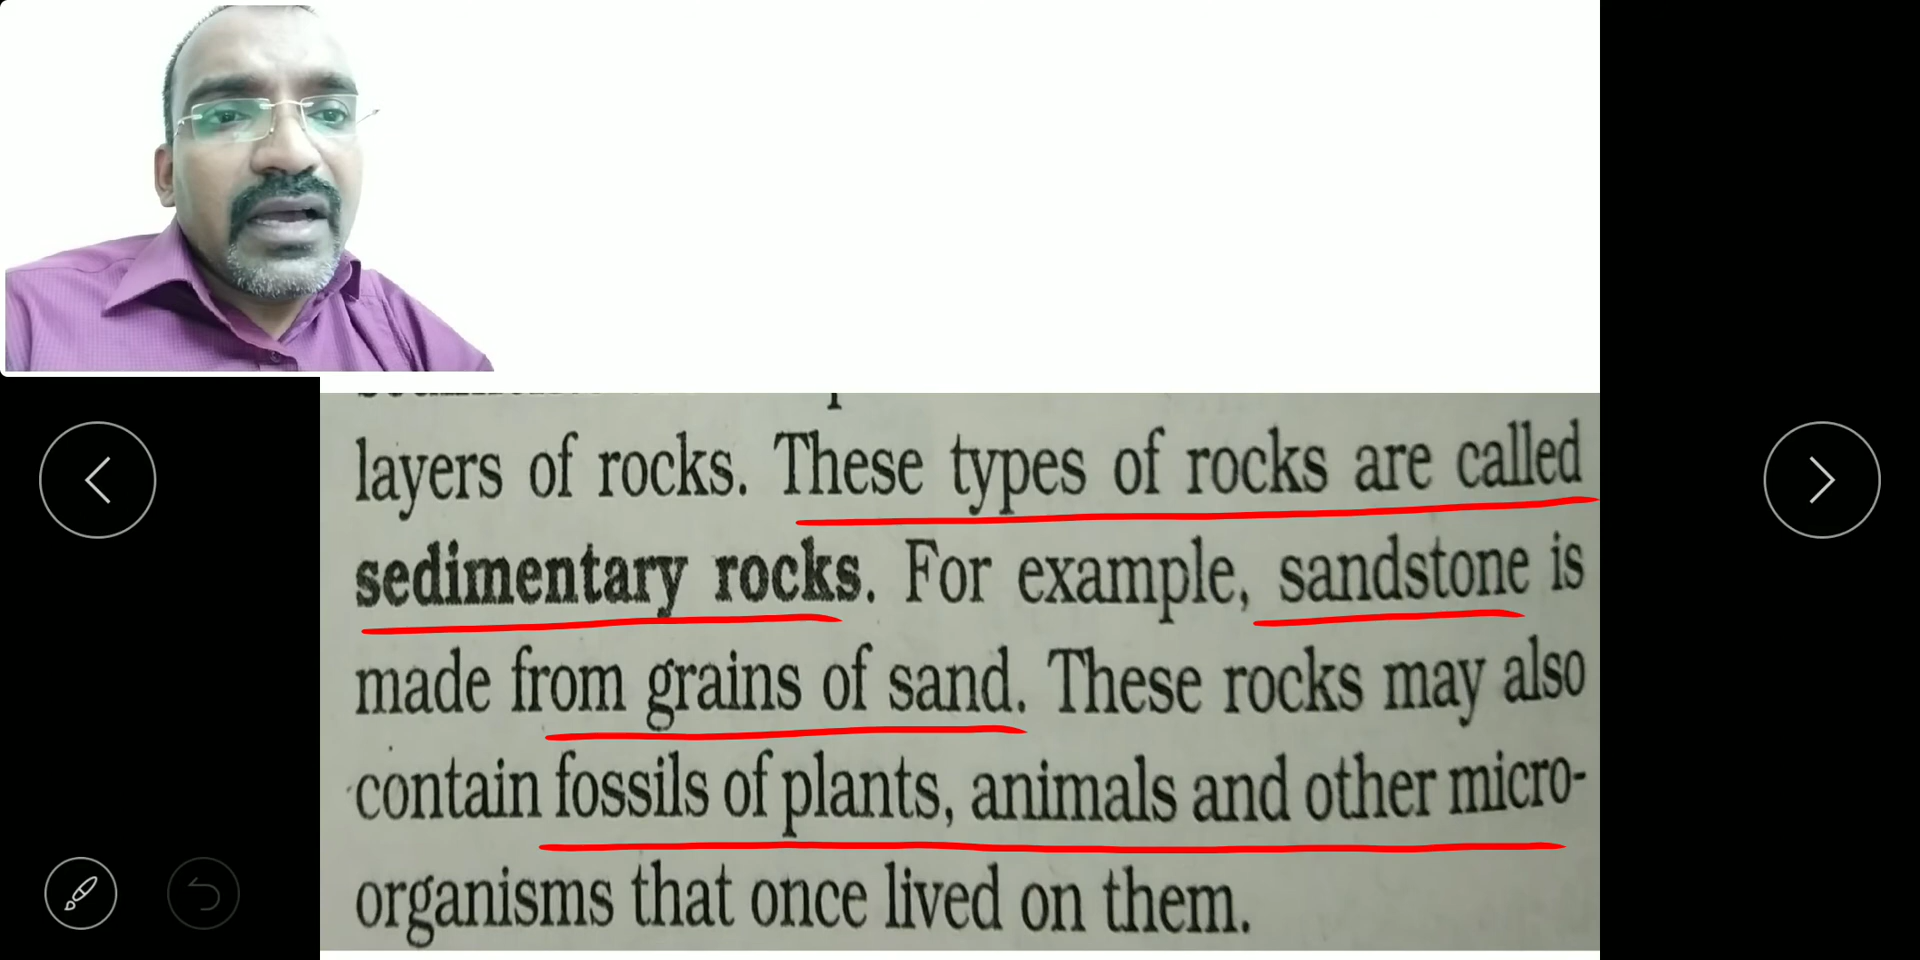 layers of rocks. These types of rocks are called
sedimentary rocks. For example, sandstone is
made from grains of sand. These rocks may also
contain fossils of plants, animals and other micro-
organisms that once lived on them.